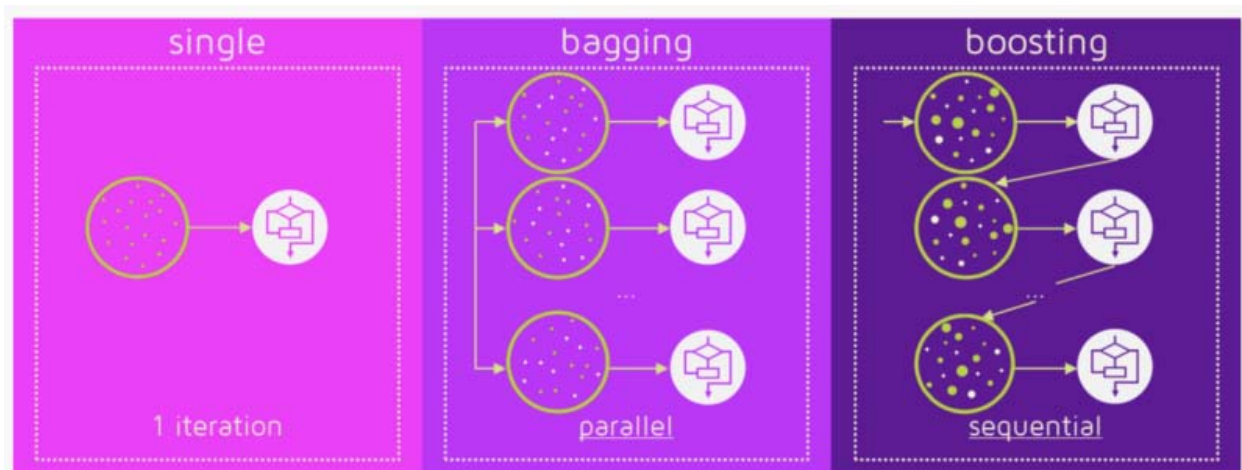 single
bagging
boosting
...
...
1 iteration
parallel
sequential